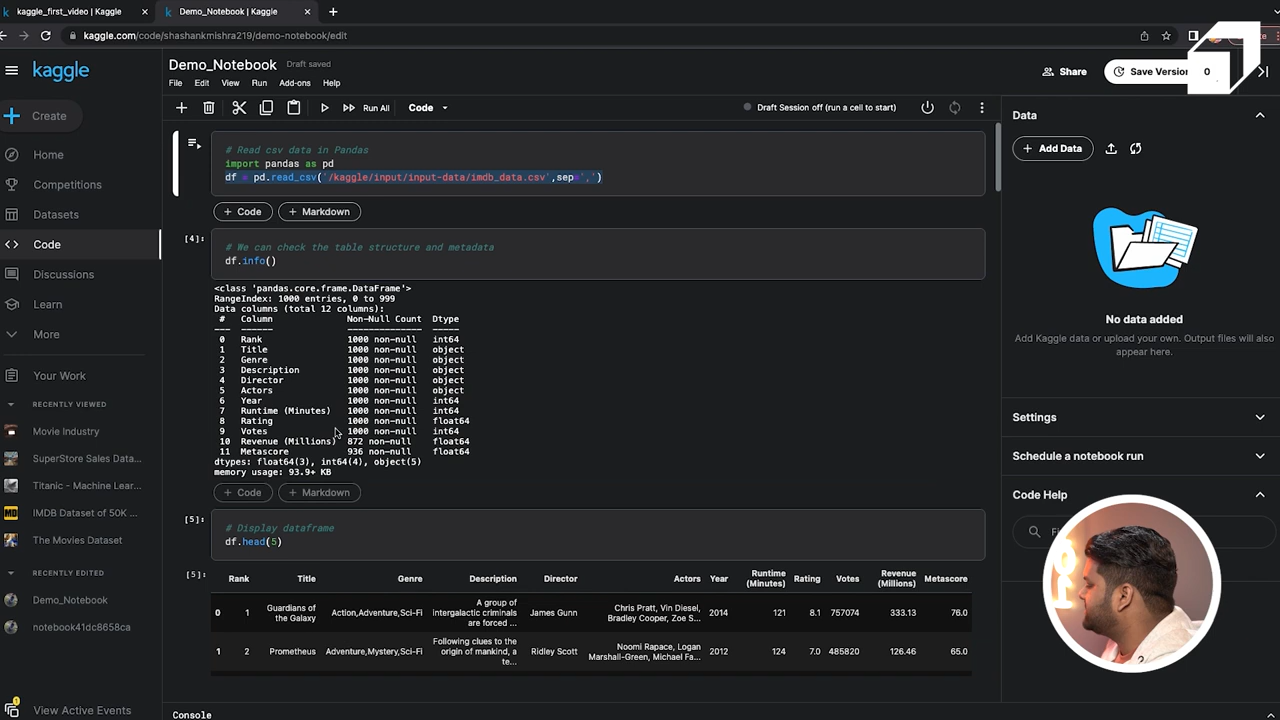 kaggle_first_video | Kaggle
Demo_Notebook | Kaggle
kaggle.com/code/shashankmishra219/demo-notebook/edit
kaggle
Create
Home
Competitions
Datasets
Code
Discussions
Learn
More
Your Work
RECENTLY VIEWED
Movie Industry
SuperStore Sales Data...
Titanic - Machine Lear...
IMDB Dataset of 50K ...
The Movies Dataset
RECENTLY EDITED
Demo_Notebook
notebook41dc8658ca
View Active Events
Demo_Notebook Draft saved
File Edit View Run Add-ons Help
Share
Save Version
0
Run All
Code
Draft Session off (run a cell to start)
# Read csv data in Pandas
import pandas as pd
df = pd.read_csv('/kaggle/input/input-data/imdb_data.csv',sep=',')
+ Code + Markdown
[4]:
# We can check the table structure and metadata
df.info()
<class 'pandas.core.frame.DataFrame'>
RangeIndex: 1000 entries, 0 to 999
Data columns (total 12 columns):
# Column Non-Null Count Dtype
--- ------ -------------- -----
0 Rank 1000 non-null int64
1 Title 1000 non-null object
2 Genre 1000 non-null object
3 Description 1000 non-null object
4 Director 1000 non-null object
5 Actors 1000 non-null object
6 Year 1000 non-null int64
7 Runtime (Minutes) 1000 non-null int64
8 Rating 1000 non-null float64
9 Votes 1000 non-null int64
10 Revenue (Millions) 872 non-null float64
11 Metascore 936 non-null float64
dtypes: float64(3), int64(4), object(5)
memory usage: 93.9+ KB
+ Code + Markdown
[5]:
# Display dataframe
df.head(5)
[5]:
Rank Title Genre Description Director Actors Year Runtime (Minutes) Rating Votes Revenue (Millions) Metascore
0 1 Guardians of the Galaxy Action,Adventure,Sci-Fi A group of intergalactic criminals are forced ... James Gunn Chris Pratt, Vin Diesel, Bradley Cooper, Zoe S... 2014 121 8.1 757074 333.13 76.0
1 2 Prometheus Adventure,Mystery,Sci-Fi Following clues to the origin of mankind, a te... Ridley Scott Noomi Rapace, Logan Marshall-Green, Michael Fa... 2012 124 7.0 485820 126.46 65.0
Console
Data
+ Add Data
No data added
Add Kaggle data or upload your own. Output files will also
appear here.
Settings
Schedule a notebook run
Code Help